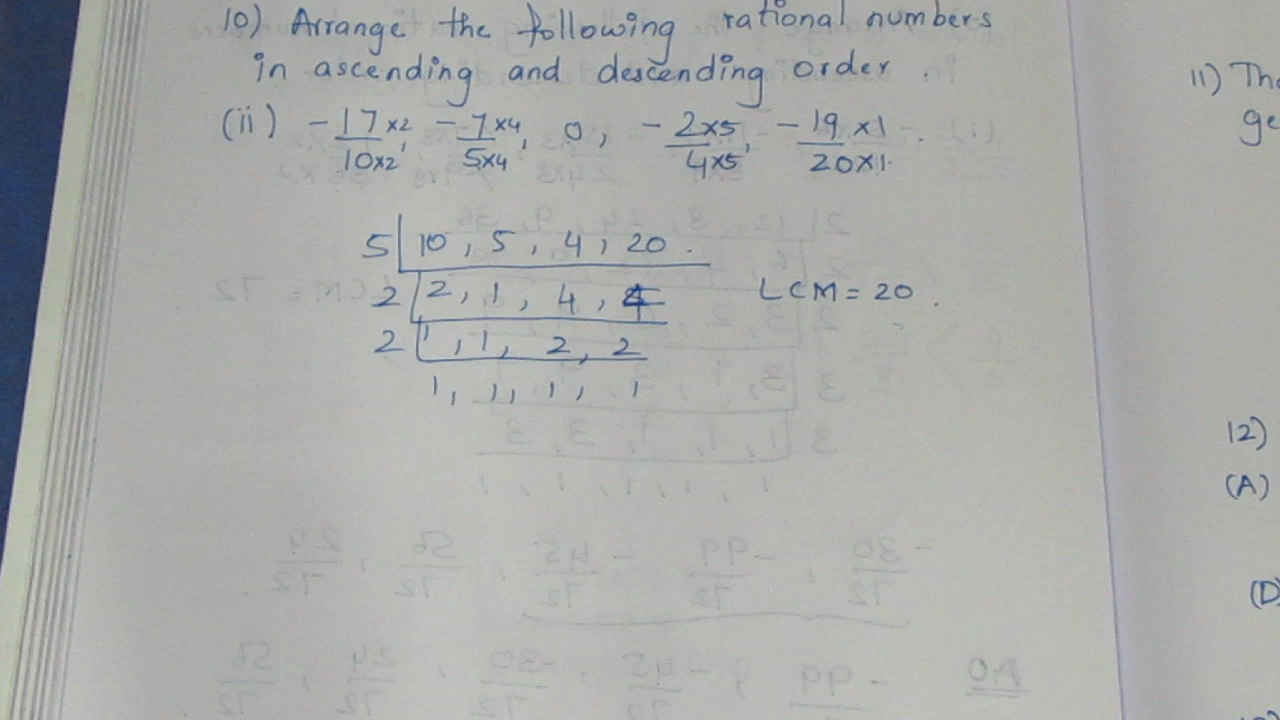 10) Arrange the following rational numbers
in ascending and descending order.
(ii) -17×2/10×2, -7×4/5×4, 0, -2×5/4×5, -19×1/20×1.
5 | 10, 5, 4, 20.
2 | 2, 1, 4, 4 LCM = 20.
2 | 1, 1, 2, 2
1, 1, 1, 1
11) Tho
ge
12)
(A)
(D